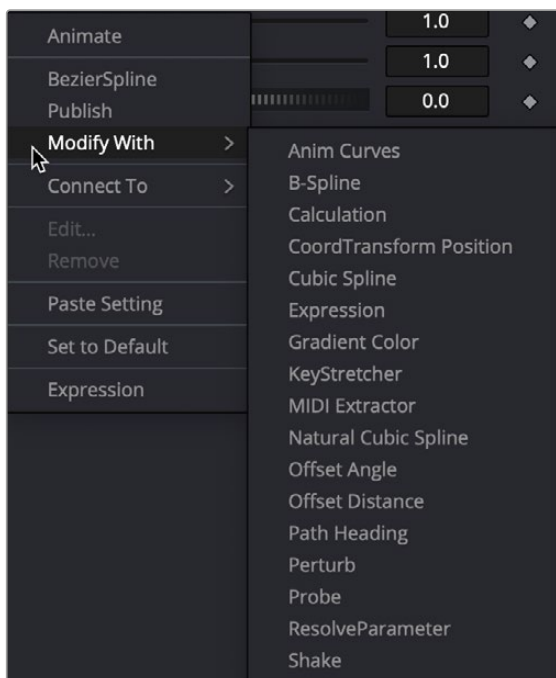 1.0
1.0
0.0
Animate
BezierSpline
Publish
Modify With >
Connect To >
Edit...
Remove
Paste Setting
Set to Default
Expression
Anim Curves
B-Spline
Calculation
CoordTransform Position
Cubic Spline
Expression
Gradient Color
KeyStretcher
MIDI Extractor
Natural Cubic Spline
Offset Angle
Offset Distance
Path Heading
Perturb
Probe
ResolveParameter
Shake